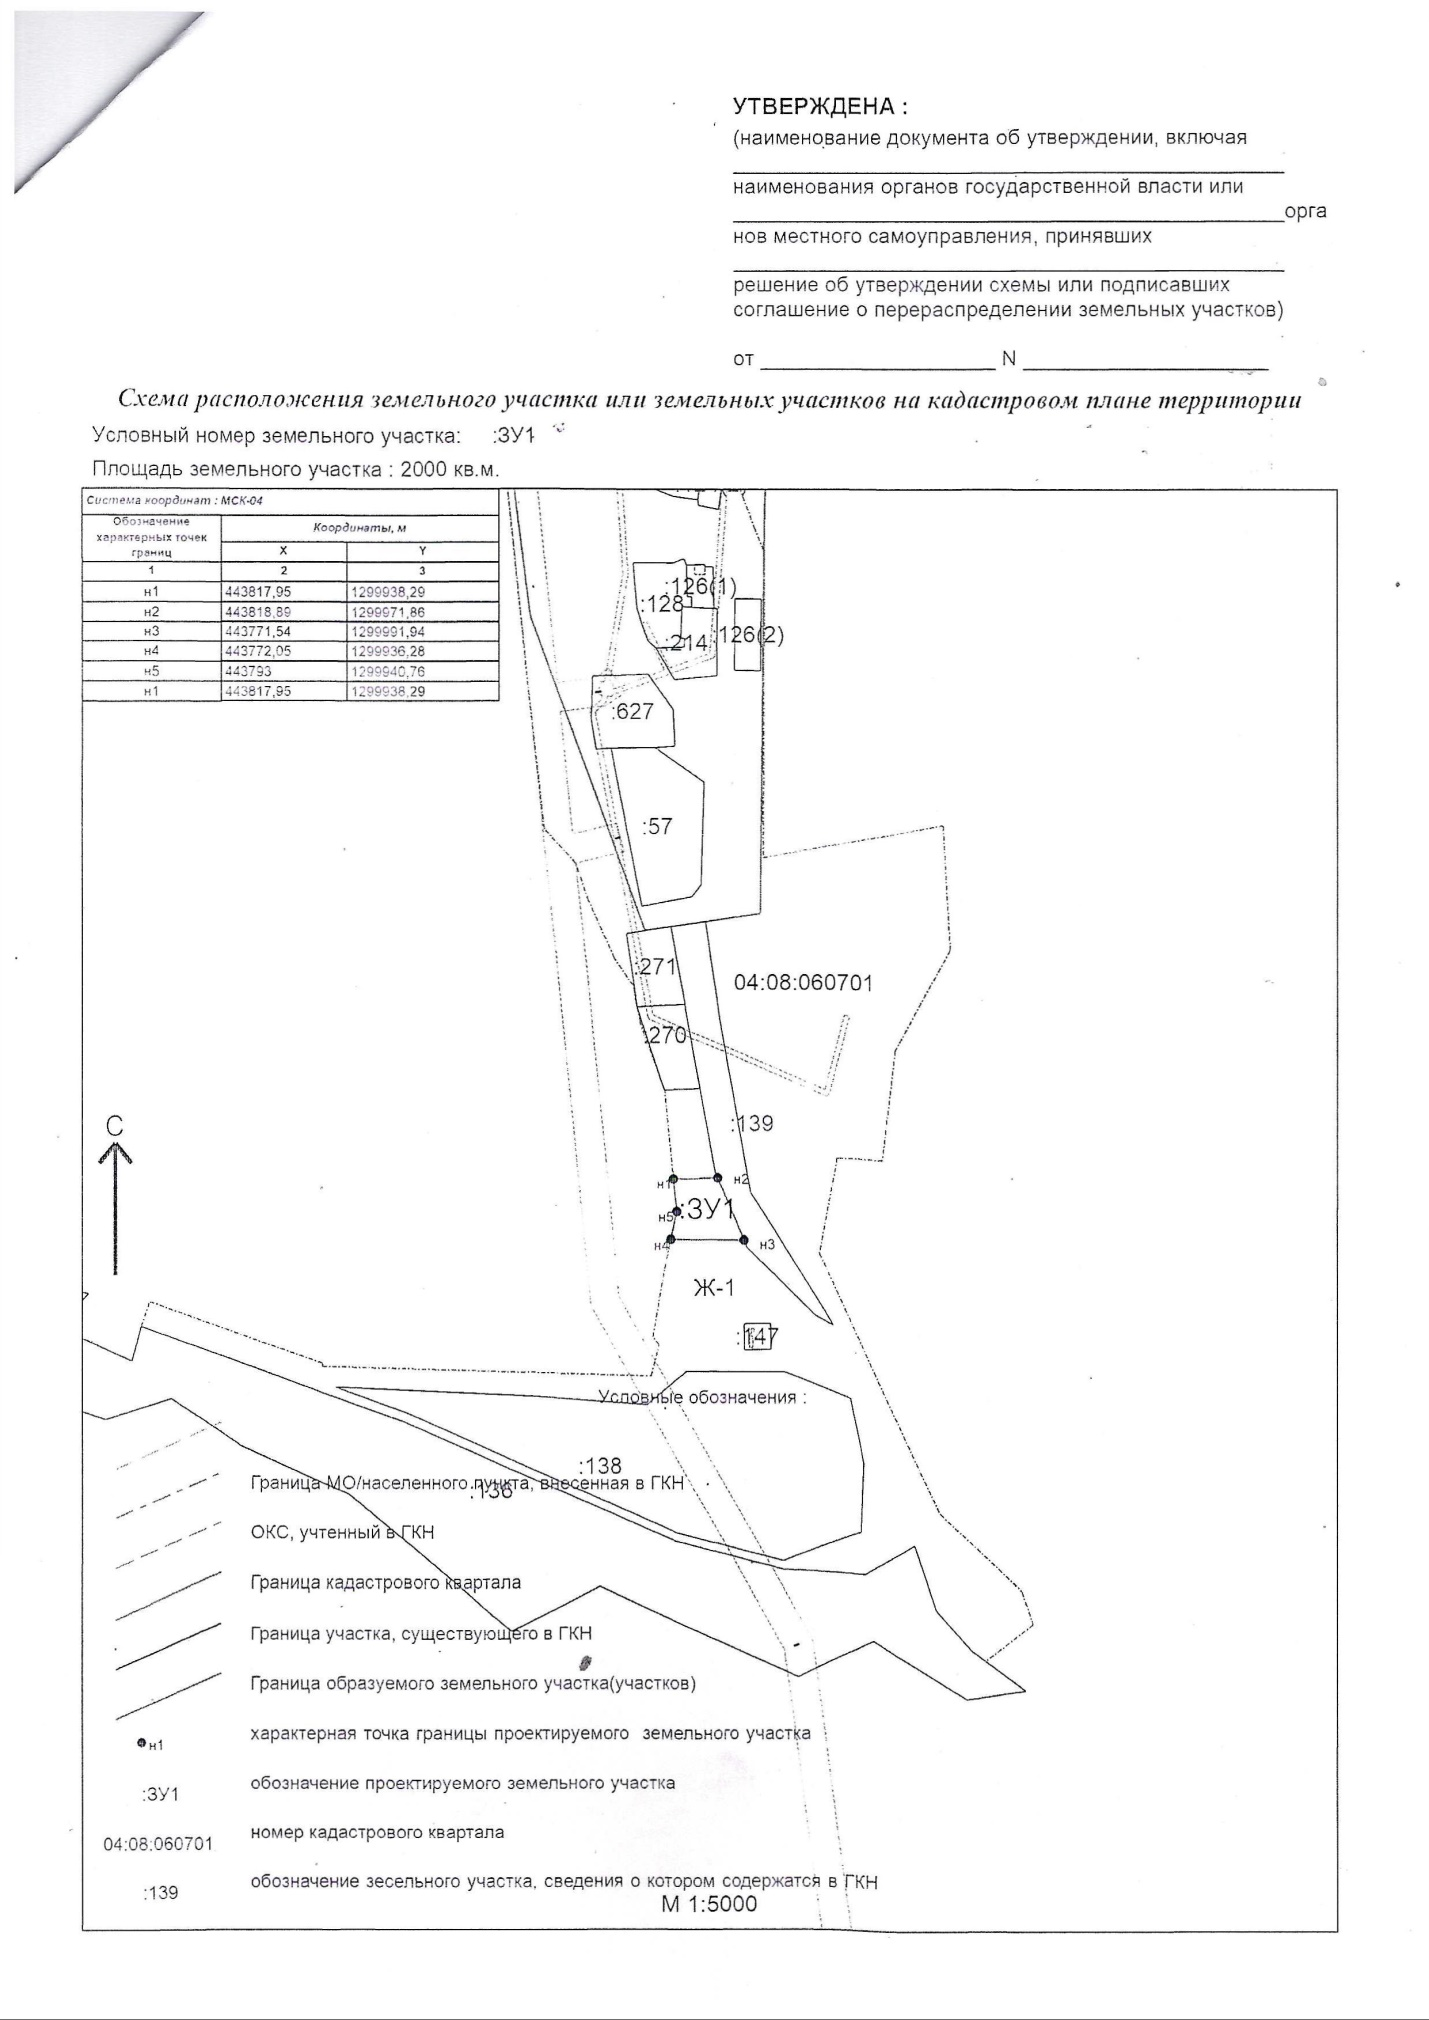 УТВЕРЖДЕНА :
(наименование документа об утверждении, включая
наименования органов государственной власти или
орга
нов местного самоуправления, принявших
решение об утверждении схемы или подписавших
соглашение о перераспределении земельных участков)
от N
Схема расположения земельного участка или земельных участков на кадастровом плане территории
Условный номер земельного участка: :ЗУ1
Площадь земельного участка : 2000 кв.м.
Система координат : МСК-04
Обозначение характерных точек границ Координаты, м
X Y
1 2 3
н1 443817,95 1299938,29
н2 443818,89 1299971,86
н3 443771,54 1299991,94
н4 443772,05 1299936,28
н5 443793 1299940,76
н1 443817,95 1299938,29
:126(1)
:128
:214
126(2)
:627
:57
:271
04:08:060701
:270
С
:139
н1
н2
:ЗУ1
н5
н4
н3
Ж-1
:147
Условные обозначения :
:138
:136
Граница МО/населенного пункта, внесенная в ГКН
ОКС, учтенный в ГКН
Граница кадастрового квартала
Граница участка, существующего в ГКН
Граница образуемого земельного участка(участков)
н1 характерная точка границы проектируемого земельного участка
:ЗУ1 обозначение проектируемого земельного участка
04:08:060701 номер кадастрового квартала
:139 обозначение зесельного участка, сведения о котором содержатся в ГКН
М 1:5000